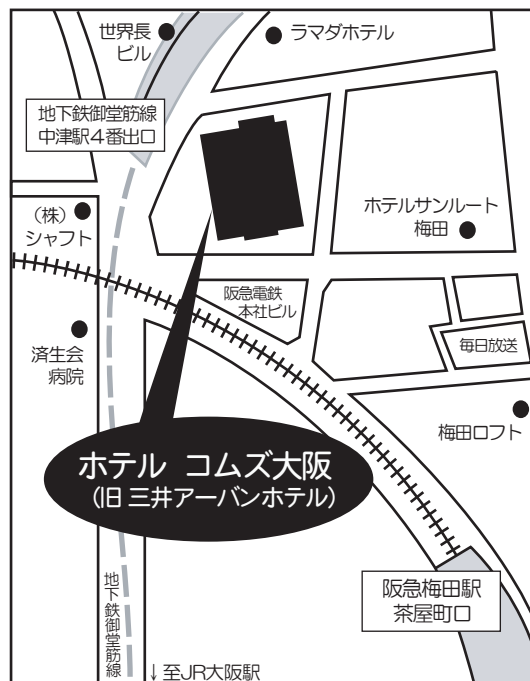 世界長
ビル
ラマダホテル
地下鉄御堂筋線
中津駅4番出口
ホテルサンルート
梅田
(株)
シャフト
阪急電鉄
本社ビル
済生会
病院
毎日放送
梅田ロフト
ホテル コムズ大阪
(旧 三井アーバンホテル)
阪急梅田駅
茶屋町口
地下鉄御堂筋線
↓至JR大阪駅